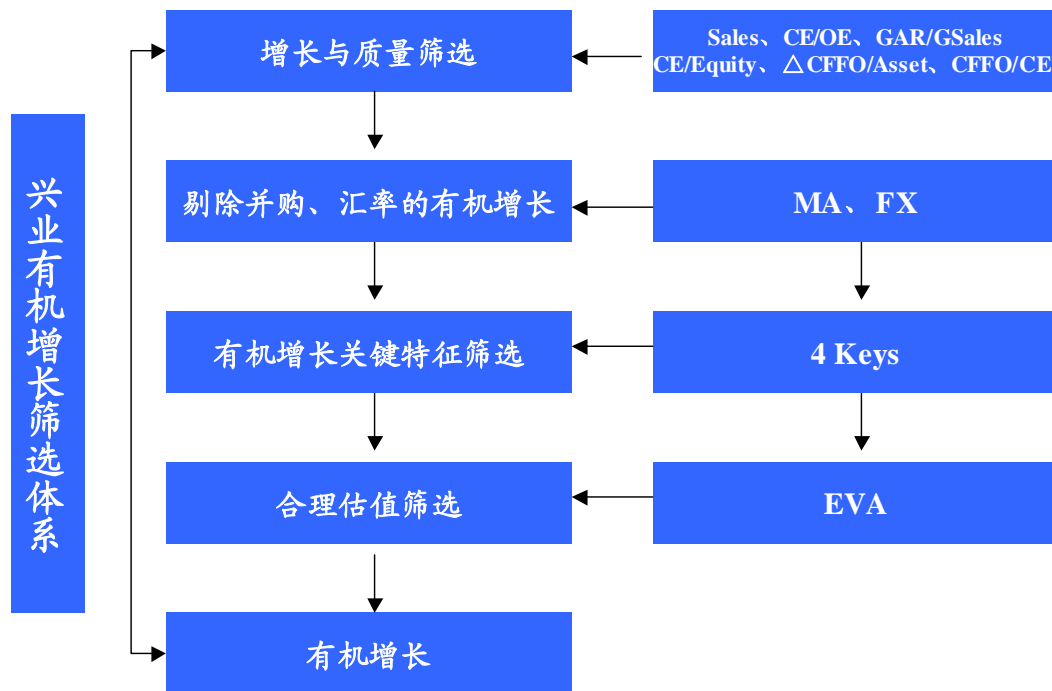 兴业有机增长筛选体系
增长与质量筛选
Sales、CE/OE、GAR/GSales
CE/Equity、△CFFO/Asset、CFFO/CE
剔除并购、汇率的有机增长
MA、FX
有机增长关键特征筛选
4 Keys
合理估值筛选
EVA
有机增长